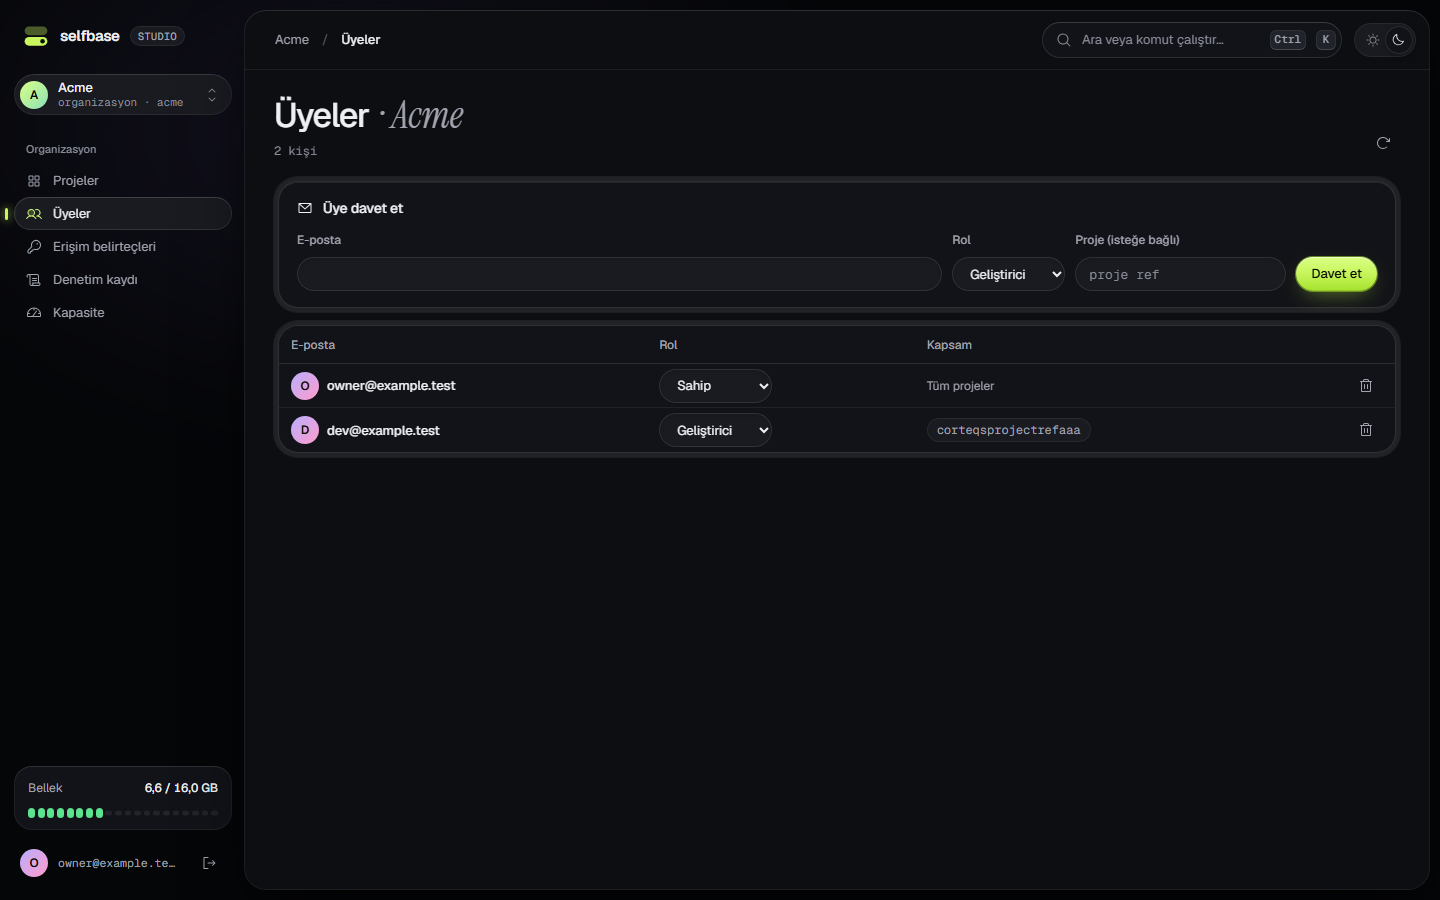 selfbase STUDIO
Acme / Üyeler
Ara veya komut çalıştır... Ctrl K
A
Acme
organizasyon · acme
Organizasyon
Projeler
Üyeler
Erişim belirteçleri
Denetim kaydı
Kapasite
Üyeler · Acme
2 kişi
Üye davet et
E-posta Rol Proje (isteğe bağlı)
Geliştirici proje ref Davet et
E-posta Rol Kapsam
O owner@example.test Sahip Tüm projeler
D dev@example.test Geliştirici corteqsprojectrefaaa
Bellek 6,6 / 16,0 GB
O owner@example.te…